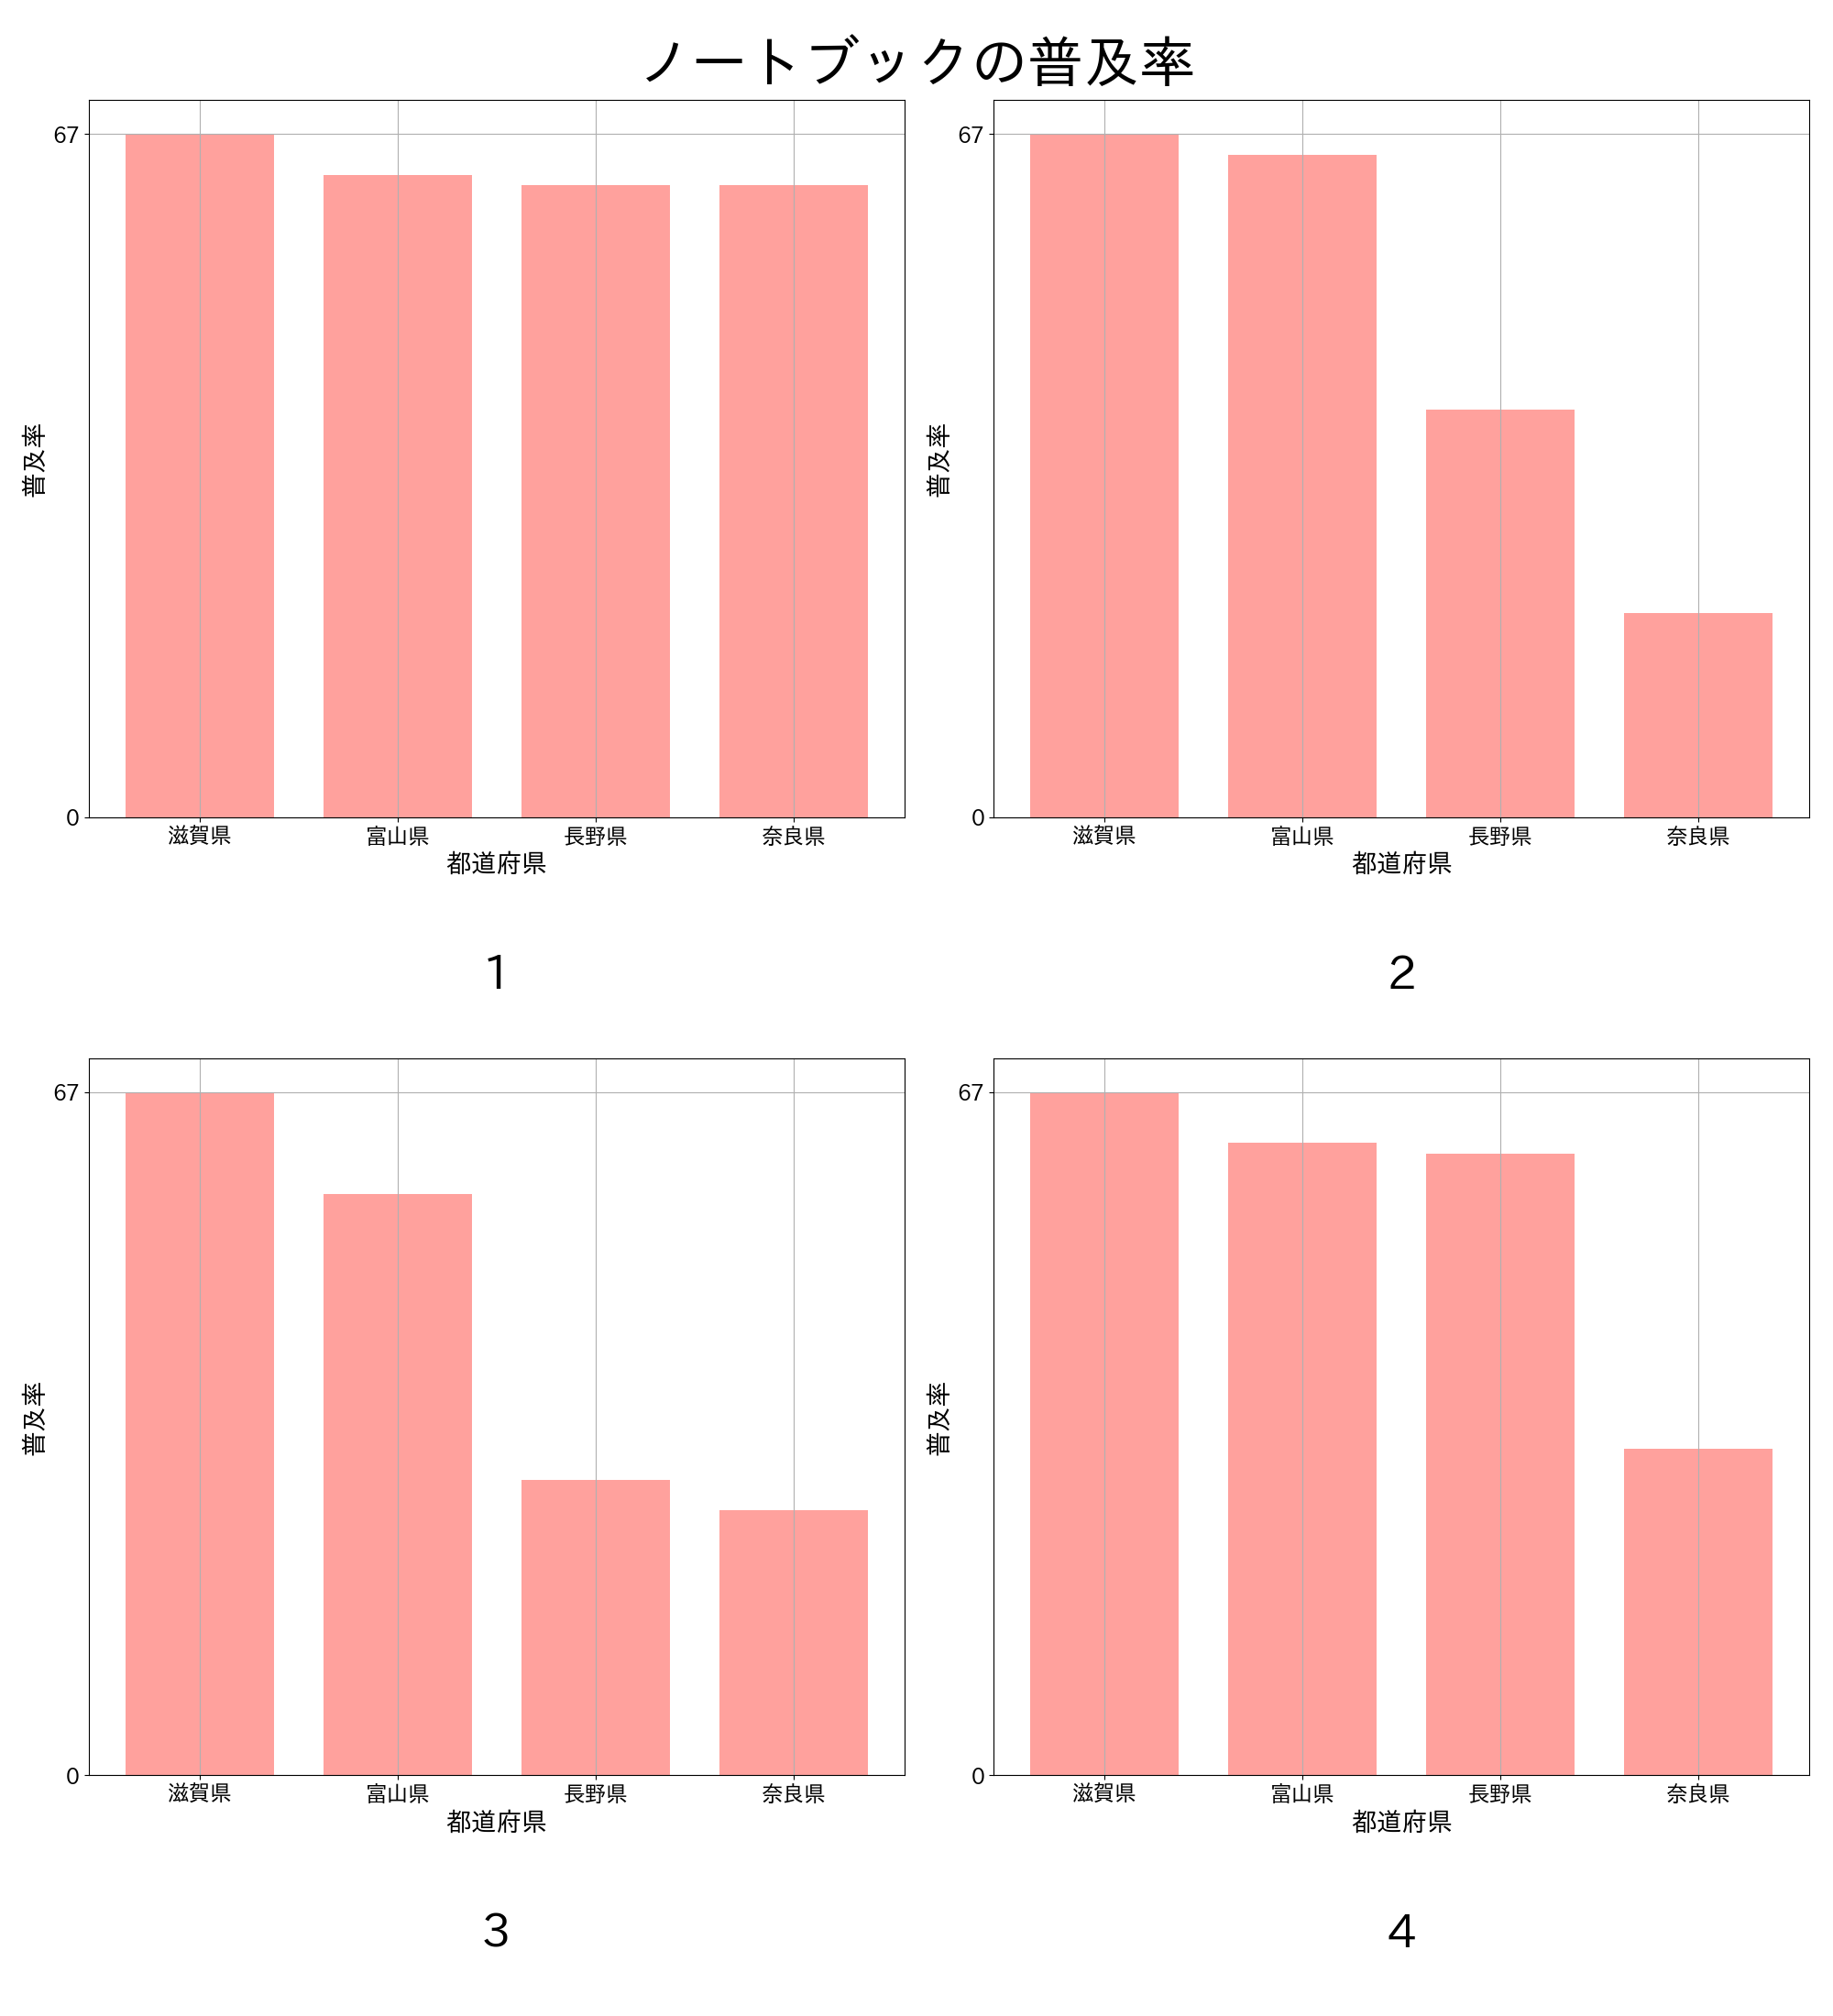 ノートブックの普及率
67
0
普及率
滋賀県 富山県 長野県 奈良県
都道府県
1
67
0
普及率
滋賀県 富山県 長野県 奈良県
都道府県
2
67
0
普及率
滋賀県 富山県 長野県 奈良県
都道府県
3
67
0
普及率
滋賀県 富山県 長野県 奈良県
都道府県
4